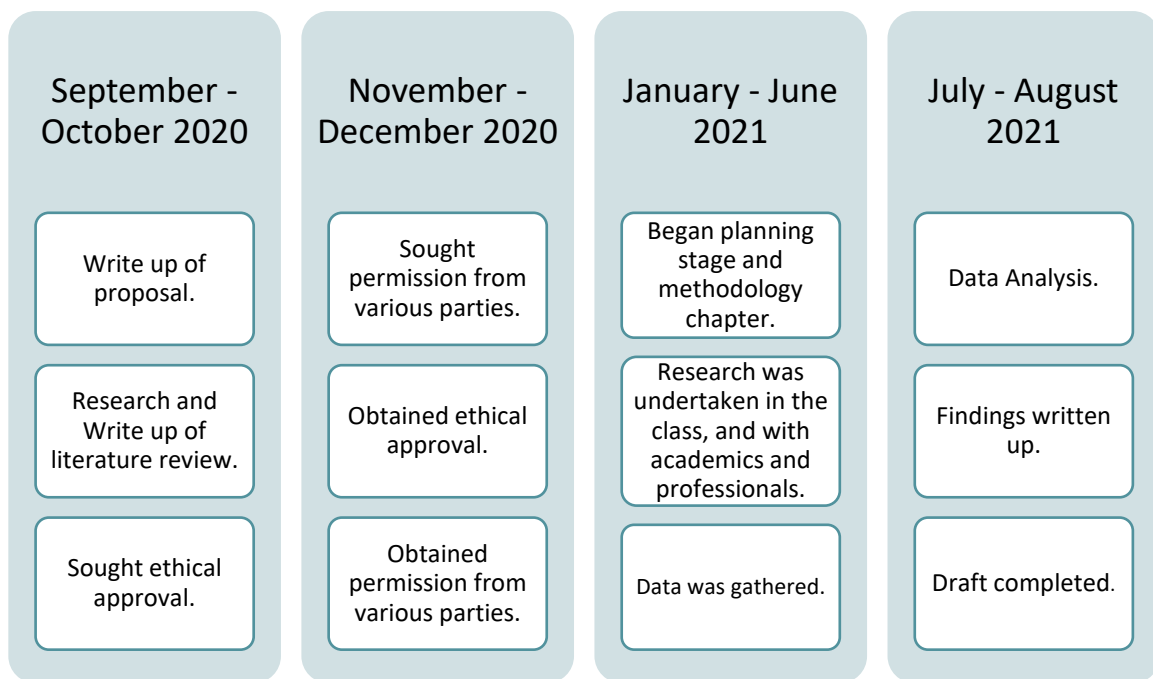 September -
October 2020
Write up of
proposal.
Research and
Write up of
literature review.
Sought ethical
approval.
November -
December 2020
Sought
permission from
various parties.
Obtained ethical
approval.
Obtained
permission from
various parties.
January - June
2021
Began planning
stage and
methodology
chapter.
Research was
undertaken in the
class, and with
academics and
professionals.
Data was gathered.
July - August
2021
Data Analysis.
Findings written
up.
Draft completed.